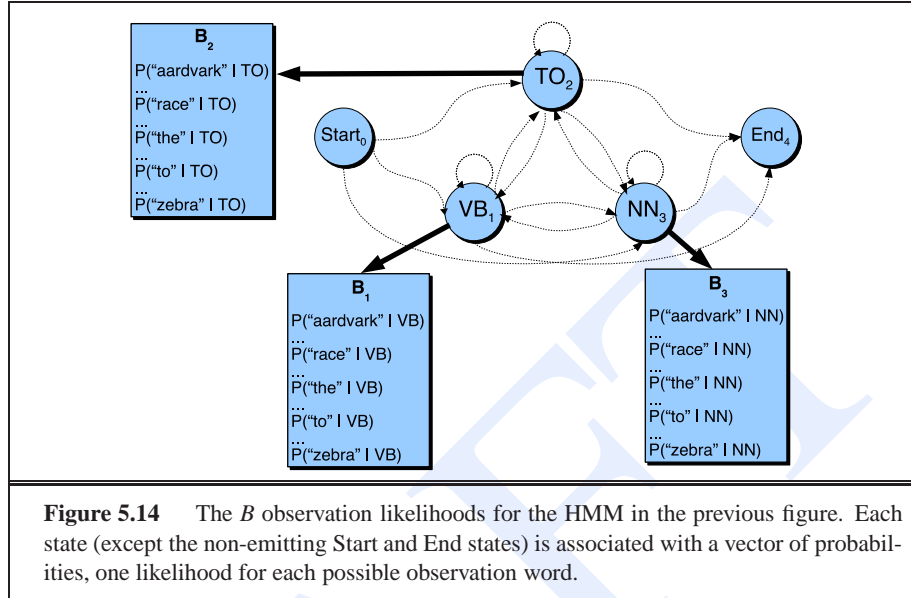 B2
P("aardvark" | TO)
...
P("race" | TO)
...
P("the" | TO)
...
P("to" | TO)
...
P("zebra" | TO)
TO2
Start0
End4
VB1
NN3
B1
P("aardvark" | VB)
...
P("race" | VB)
...
P("the" | VB)
...
P("to" | VB)
...
P("zebra" | VB)
B3
P("aardvark" | NN)
...
P("race" | NN)
...
P("the" | NN)
...
P("to" | NN)
...
P("zebra" | NN)
Figure 5.14 The B observation likelihoods for the HMM in the previous figure. Each
state (except the non-emitting Start and End states) is associated with a vector of probabil-
ities, one likelihood for each possible observation word.